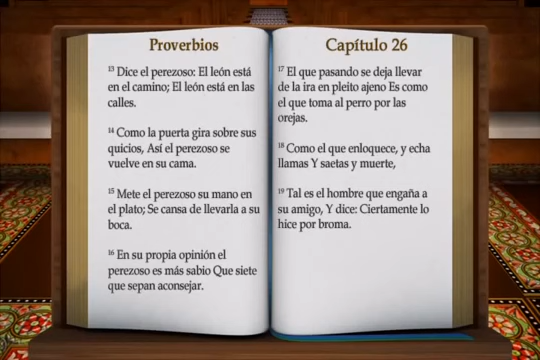 Proverbios
¹³ Dice el perezoso: El león está
en el camino; El león está en las
calles.
¹⁴ Como la puerta gira sobre sus
quicios, Así el perezoso se
vuelve en su cama.
¹⁵ Mete el perezoso su mano en
el plato; Se cansa de llevarla a su
boca.
¹⁶ En su propia opinión el
perezoso es más sabio Que siete
que sepan aconsejar.
Capítulo 26
¹⁷ El que pasando se deja llevar
de la ira en pleito ajeno Es como
el que toma al perro por las
orejas.
¹⁸ Como el que enloquece, y echa
llamas Y saetas y muerte,
¹⁹ Tal es el hombre que engaña a
su amigo, Y dice: Ciertamente lo
hice por broma.